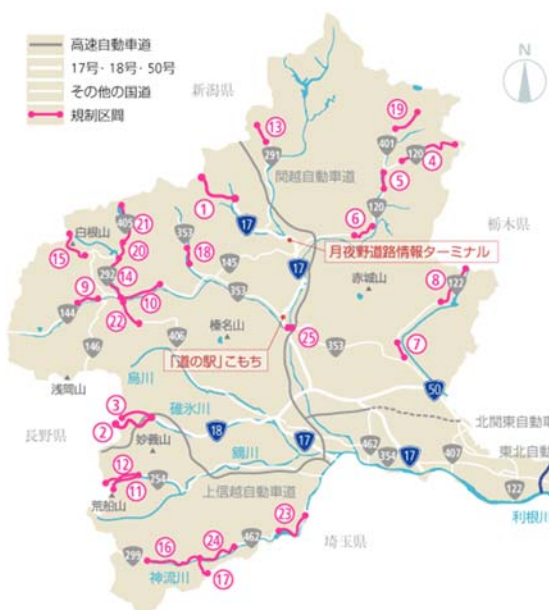 高速自動車道
17号・18号・50号
その他の国道
規制区間
N
新潟県
⑲
⑬
401
120
④
291
関越自動車道
⑤
①
120
⑥
栃木県
405
㉑
353
17
白根山
⑳
⑱
月夜野道路情報ターミナル
⑮
145
17
292
⑭
赤城山
⑧
122
⑨
⑩
353
144
㉒
榛名山
㉕
406
「道の駅」こもち
353
⑦
146
浅間山
烏川
50
③
碓氷川
長野県
②
妙義山
18
17
北関東自動車道
鏑川
462
354
17
407
東北自動
⑫
254
⑪
荒船山
上信越自動車道
122
利根川
㉓
埼玉県
462
⑯
㉔
299
神流川
⑰